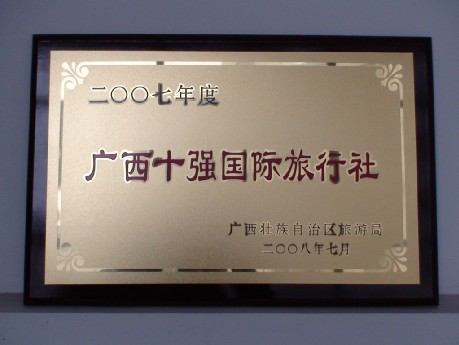 二〇〇七年度
广西十强国际旅行社
广西壮族自治区旅游局
二〇〇八年七月